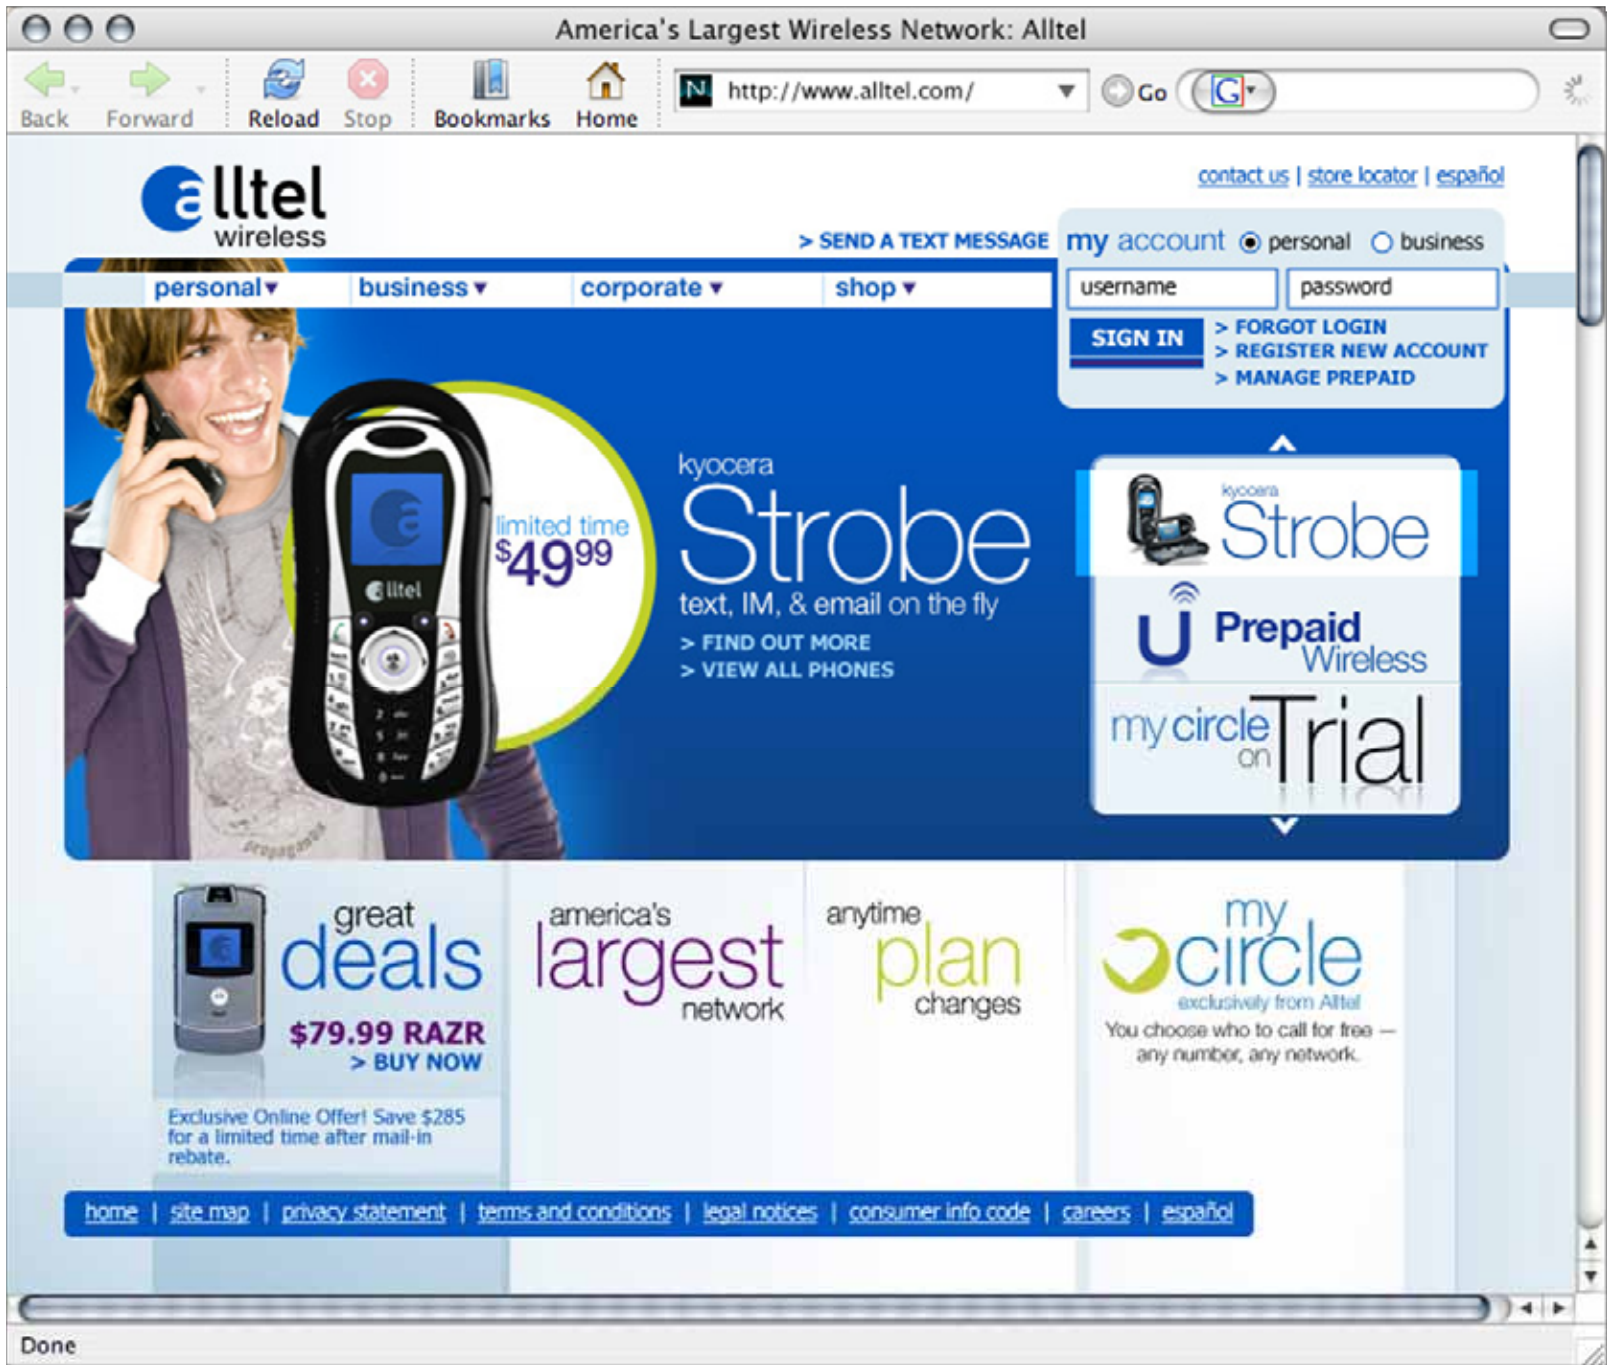 America's Largest Wireless Network: Alltel
Back Forward Reload Stop Bookmarks Home
N http://www.alltel.com/ Go G
alltel
wireless
contact us | store locator | español
> SEND A TEXT MESSAGE
my account personal business
username password
SIGN IN
> FORGOT LOGIN
> REGISTER NEW ACCOUNT
> MANAGE PREPAID
personal business corporate shop
limited time
$49.99
alltel
kyocera
Strobe
text, IM, & email on the fly
> FIND OUT MORE
> VIEW ALL PHONES
kyocera
Strobe
U Prepaid
Wireless
my circle
on Trial
propaganda
great
deals
$79.99 RAZR
> BUY NOW
Exclusive Online Offer! Save $285
for a limited time after mail-in
rebate.
america's
largest
network
anytime
plan
changes
my
circle
exclusively from Alltel
You choose who to call for free —
any number, any network.
home | site map | privacy statement | terms and conditions | legal notices | consumer info code | careers | español
Done